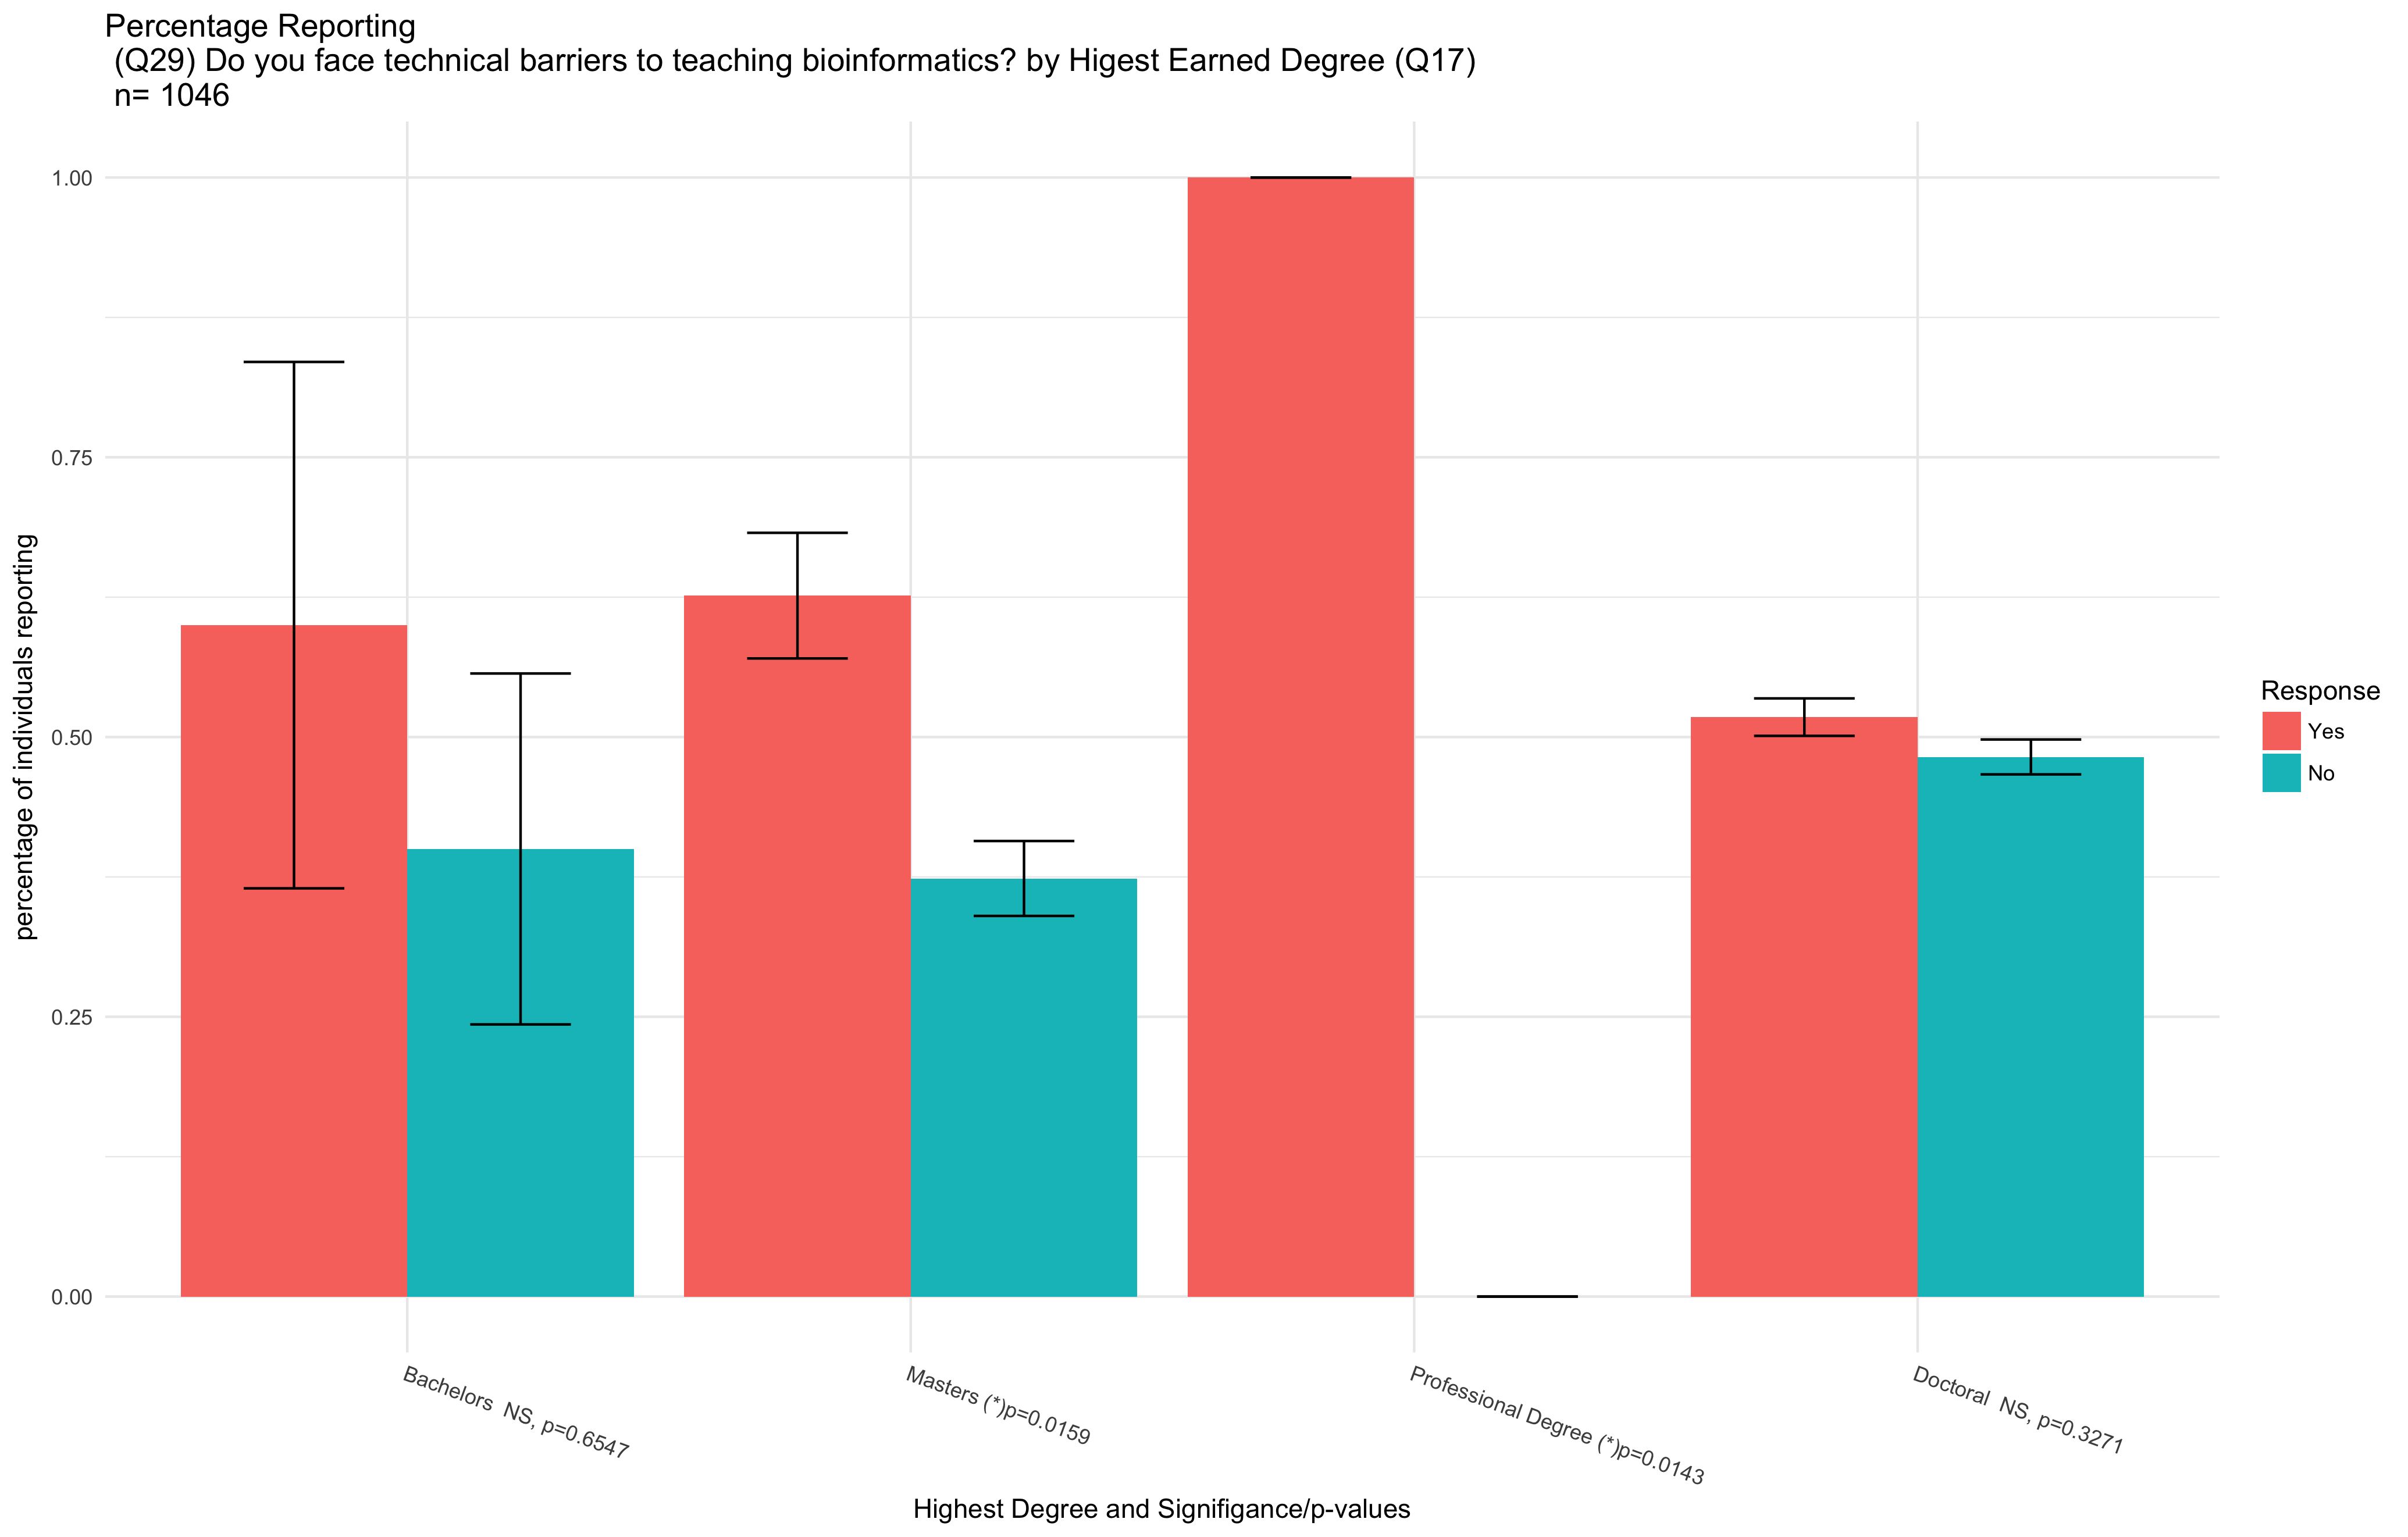 Percentage Reporting
(Q29) Do you face technical barriers to teaching bioinformatics? by Higest Earned Degree (Q17)
n= 1046
1.00
0.75
0.50
0.25
0.00
percentage of individuals reporting
Response
Yes
No
Bachelors  NS, p=0.6547
Masters (*)p=0.0159
Professional Degree (*)p=0.0143
Doctoral  NS, p=0.3271
Highest Degree and Signifigance/p-values